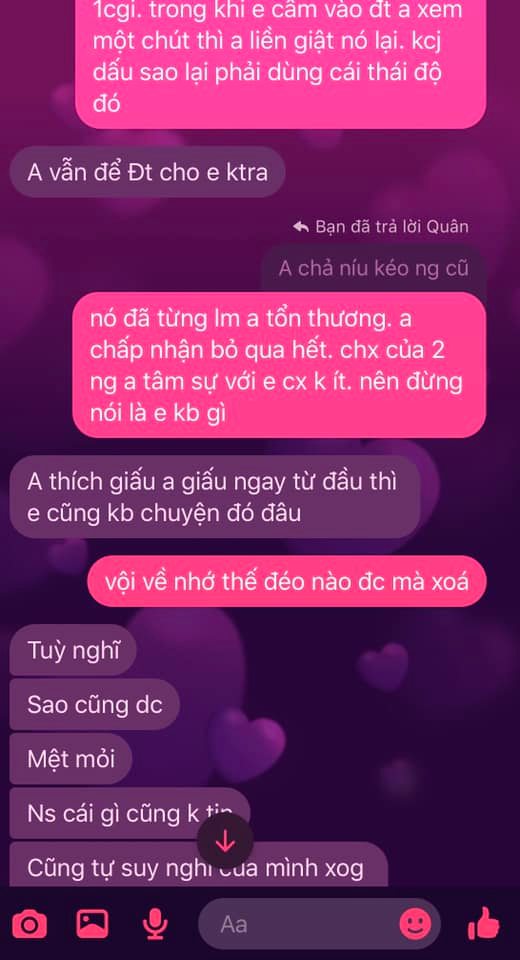 1cgi. trong khi e cầm vào đt a xem
một chút thì a liền giật nó lại. kcj
dấu sao lại phải dùng cái thái độ
đó
A vẫn để Đt cho e ktra
Bạn đã trả lời Quân
A chả níu kéo ng cũ
nó đã từng lm a tổn thương. a
chấp nhận bỏ qua hết. chx của 2
ng a tâm sự với e cx k ít. nên đừng
nói là e kb gì
A thích giấu a giấu ngay từ đầu thì
e cũng kb chuyện đó đâu
vội về nhớ thế đéo nào đc mà xoá
Tuỳ nghĩ
Sao cũng dc
Mệt mỏi
Ns cái gì cũng k tin
Cũng tự suy nghĩ của mình xog
Aa